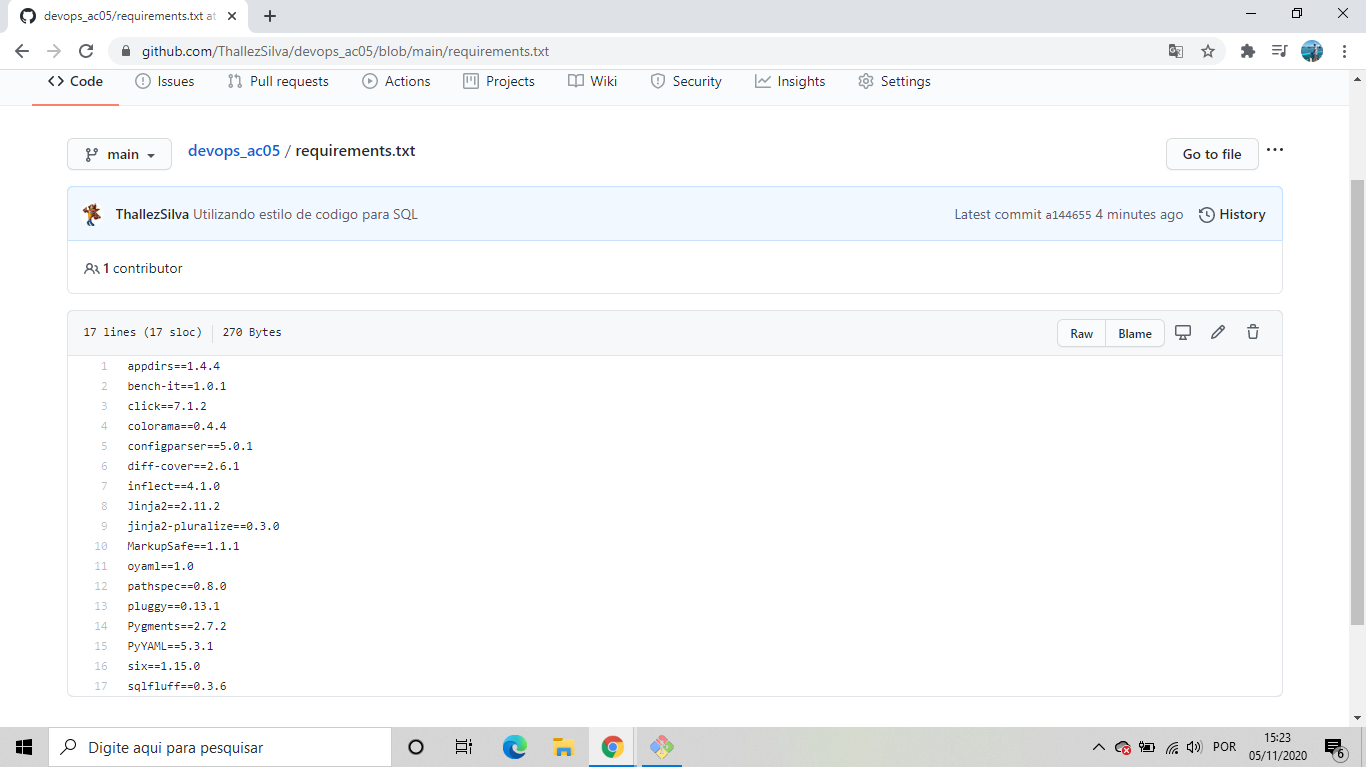 devops_ac05/requirements.txt at
github.com/ThallezSilva/devops_ac05/blob/main/requirements.txt
Code Issues Pull requests Actions Projects Wiki Security Insights Settings
main devops_ac05 / requirements.txt Go to file
ThallezSilva Utilizando estilo de codigo para SQL Latest commit a144655 4 minutes ago History
1 contributor
17 lines (17 sloc) 270 Bytes Raw Blame
1 appdirs==1.4.4
2 bench-it==1.0.1
3 click==7.1.2
4 colorama==0.4.4
5 configparser==5.0.1
6 diff-cover==2.6.1
7 inflect==4.1.0
8 Jinja2==2.11.2
9 jinja2-pluralize==0.3.0
10 MarkupSafe==1.1.1
11 oyaml==1.0
12 pathspec==0.8.0
13 pluggy==0.13.1
14 Pygments==2.7.2
15 PyYAML==5.3.1
16 six==1.15.0
17 sqlfluff==0.3.6
Digite aqui para pesquisar POR 15:23
05/11/2020 6